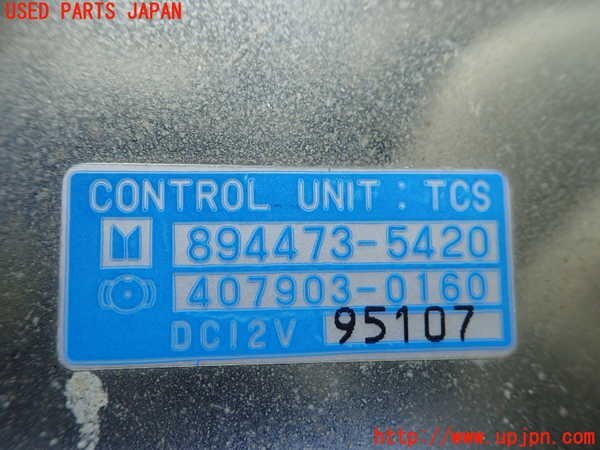 USED PARTS JAPAN
CONTROL UNIT : TCS
894473-5420
407903-0160
DC12V 95107
http://www.upjpn.com/